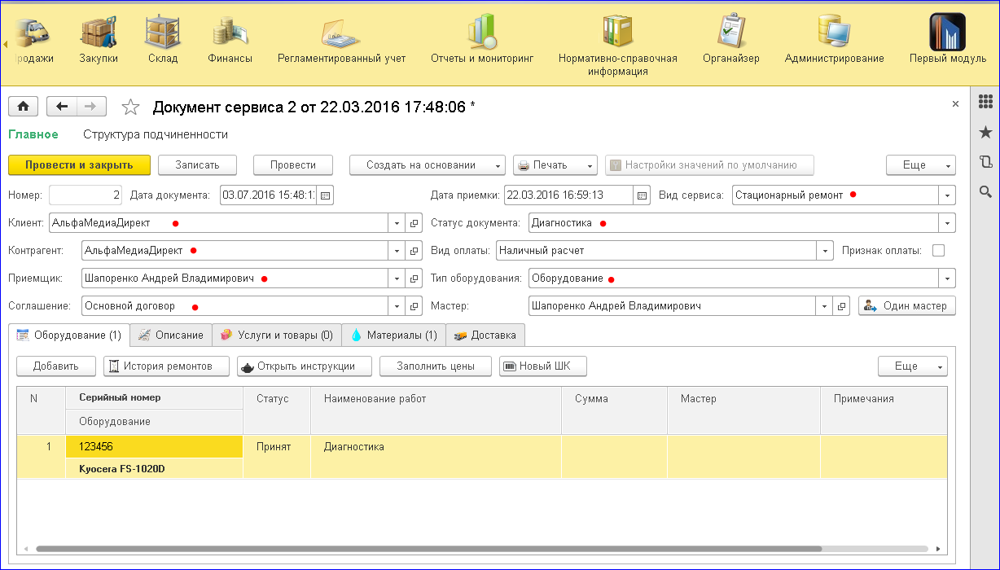 родажи Закупки Склад Финансы Регламентированный учет Отчеты и мониторинг Нормативно-справочная информация Органайзер Администрирование Первый модуль
Документ сервиса 2 от 22.03.2016 17:48:06 *
Главное Структура подчиненности
Провести и закрыть Записать Провести Создать на основании Печать Настройки значений по умолчанию Еще
Номер: 2 Дата документа: 03.07.2016 15:48:1 Дата приемки: 22.03.2016 16:59:13 Вид сервиса: Стационарный ремонт
Клиент: АльфаМедиаДирект Статус документа: Диагностика
Контрагент: АльфаМедиаДирект Вид оплаты: Наличный расчет Признак оплаты:
Приемщик: Шапоренко Андрей Владимирович Тип оборудования: Оборудование
Соглашение: Основной договор Мастер: Шапоренко Андрей Владимирович Один мастер
Оборудование (1) Описание Услуги и товары (0) Материалы (1) Доставка
Добавить История ремонтов Открыть инструкции Заполнить цены Новый ШК Еще
N Серийный номер Статус Наименование работ Сумма Мастер Примечания
Оборудование
1 123456 Принят Диагностика
Kyocera FS-1020D